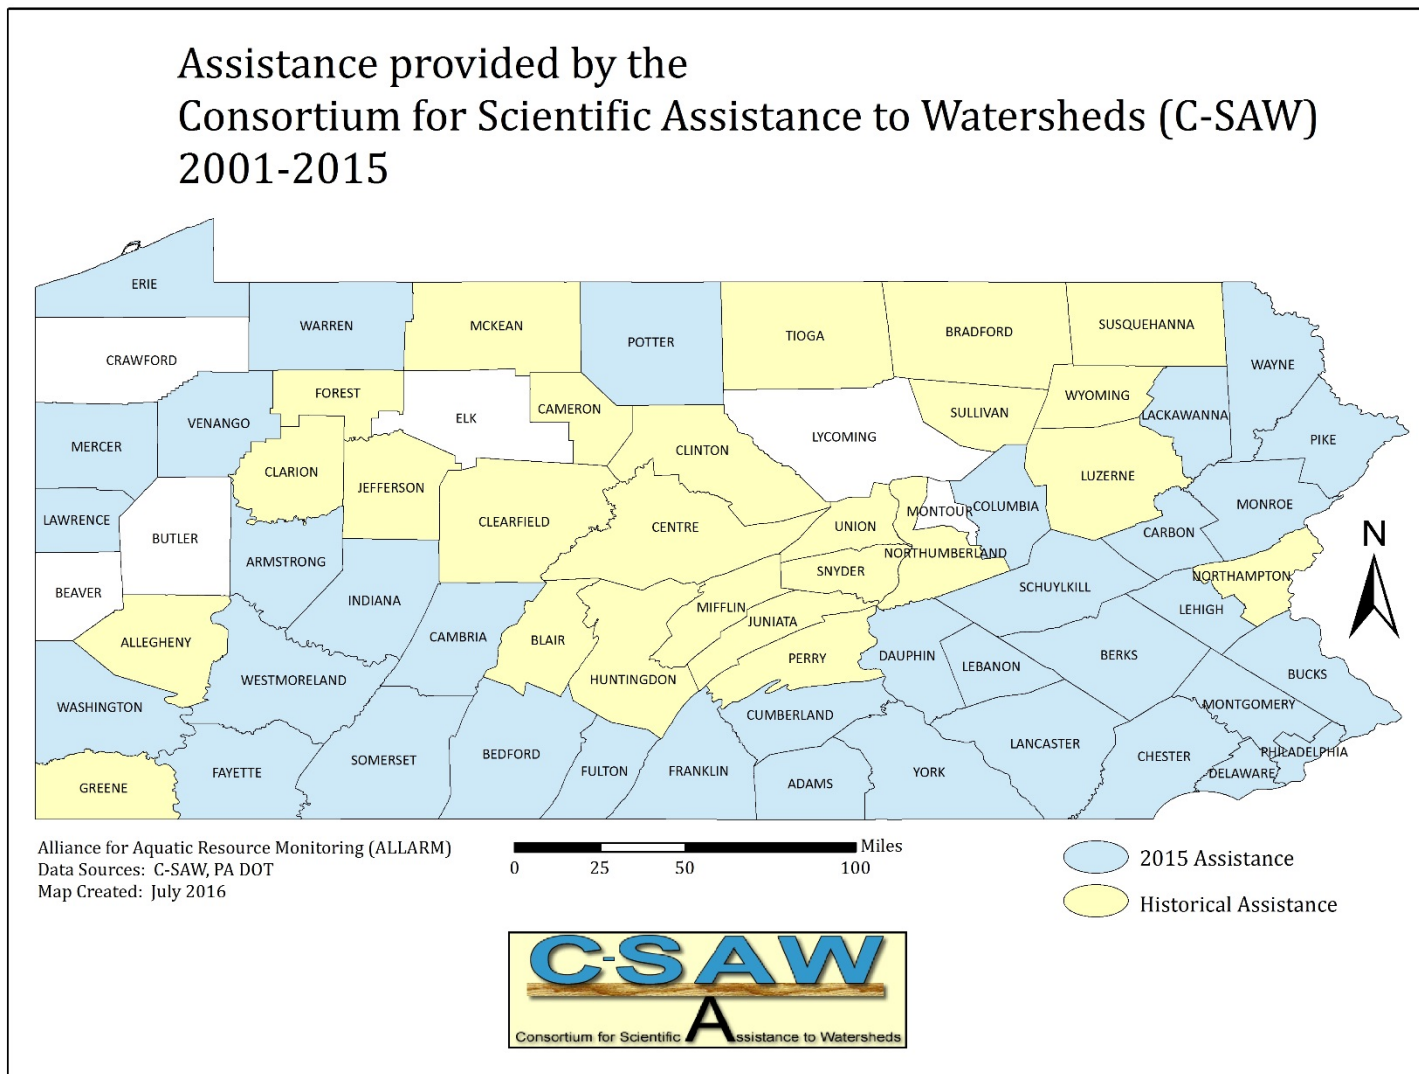 Assistance provided by the
Consortium for Scientific Assistance to Watersheds (C-SAW)
2001-2015
ERIE
WARREN
MCKEAN
POTTER
TIOGA
BRADFORD
SUSQUEHANNA
CRAWFORD
WAYNE
FOREST
CAMERON
ELK
SULLIVAN
WYOMING
LACKAWANNA
VENANGO
MERCER
LYCOMING
PIKE
CLINTON
CLARION
JEFFERSON
LUZERNE
LAWRENCE
CLEARFIELD
CENTRE
UNION
MONTOUR
COLUMBIA
MONROE
BUTLER
CARBON
ARMSTRONG
SNYDER
NORTHUMBERLAND
NORTHAMPTON
BEAVER
INDIANA
SCHUYLKILL
LEHIGH
MIFFLIN
JUNIATA
ALLEGHENY
CAMBRIA
BLAIR
PERRY
DAUPHIN
LEBANON
BERKS
BUCKS
WESTMORELAND
HUNTINGDON
WASHINGTON
CUMBERLAND
MONTGOMERY
LANCASTER
CHESTER
PHILADELPHIA
SOMERSET
BEDFORD
FAYETTE
FULTON
FRANKLIN
ADAMS
YORK
DELAWARE
GREENE
N
Alliance for Aquatic Resource Monitoring (ALLARM)
Data Sources: C-SAW, PA DOT
Map Created: July 2016
Miles
0 25 50 100
2015 Assistance
Historical Assistance
C-SAW
Consortium for Scientific Assistance to Watersheds